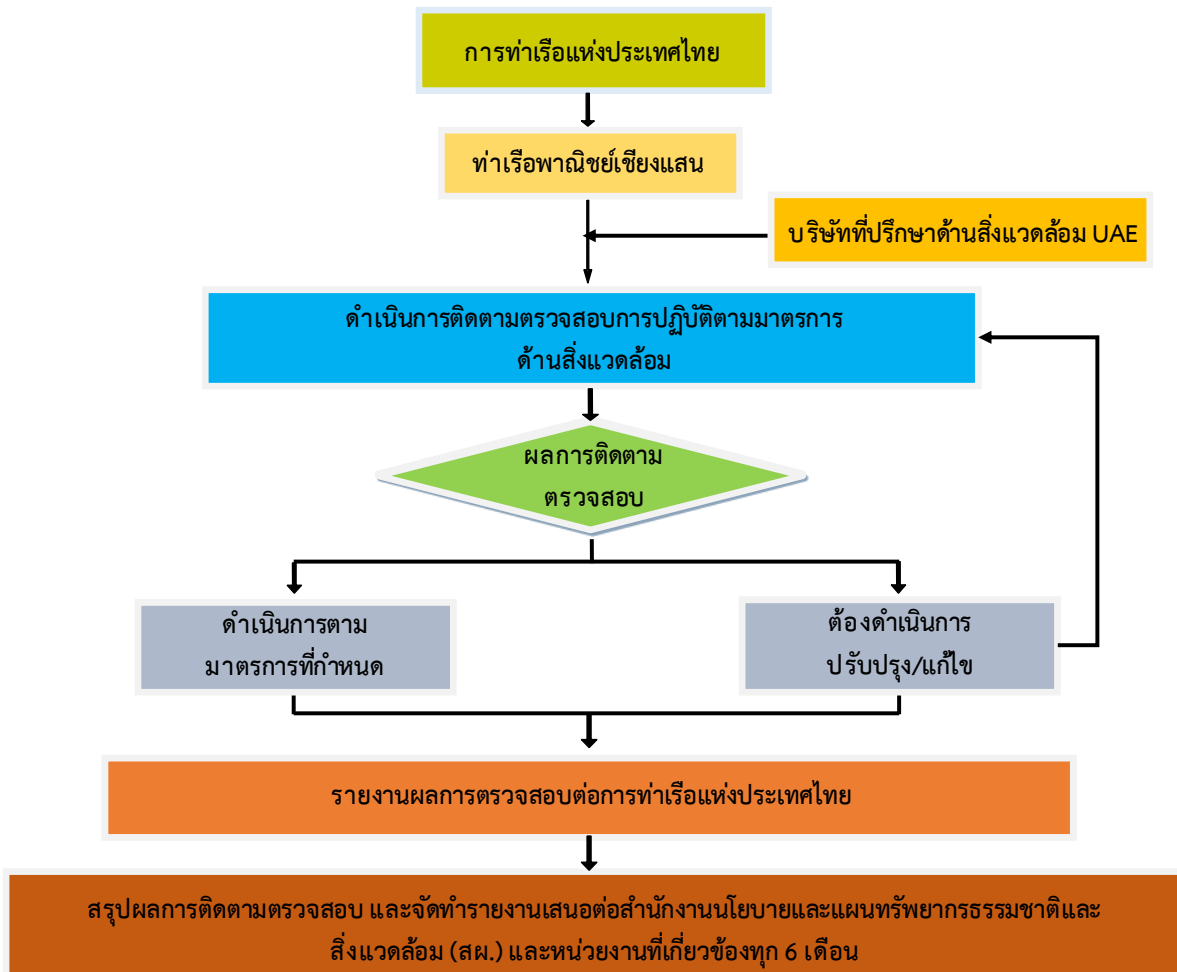 การท่าเรือแห่งประเทศไทย
ท่าเรือพาณิชย์เชียงแสน
บริษัทที่ปรึกษาด้านสิ่งแวดล้อม UAE
ดำเนินการติดตามตรวจสอบการปฏิบัติตามมาตรการ
ด้านสิ่งแวดล้อม
ผลการติดตาม
ตรวจสอบ
ดำเนินการตาม
มาตรการที่กำหนด
ต้องดำเนินการ
ปรับปรุง/แก้ไข
รายงานผลการตรวจสอบต่อการท่าเรือแห่งประเทศไทย
สรุปผลการติดตามตรวจสอบ และจัดทำรายงานเสนอต่อสำนักงานนโยบายและแผนทรัพยากรธรรมชาติและ
สิ่งแวดล้อม (สผ.) และหน่วยงานที่เกี่ยวข้องทุก 6 เดือน